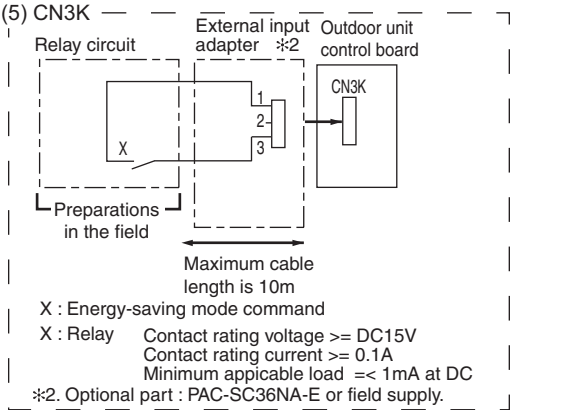 (5) CN3K
External input
adapter ✻2
Outdoor unit
control board
Relay circuit
CN3K
1
2
3
X
Preparations
in the field
Maximum cable
length is 10m
X : Energy-saving mode command
X : Relay Contact rating voltage >= DC15V
Contact rating current >= 0.1A
Minimum appicable load =< 1mA at DC
✻2. Optional part : PAC-SC36NA-E or field supply.